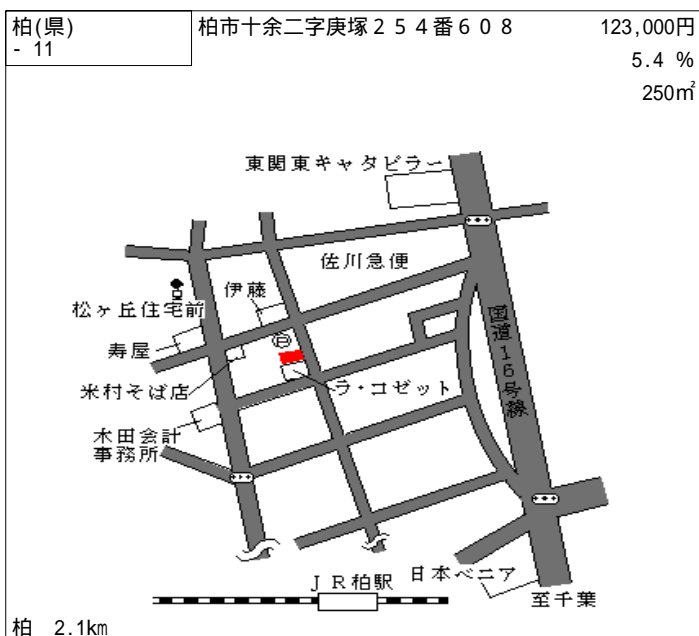 柏(県)
- 11
柏市十余二字庚塚２５４番６０８
123,000円
5.4 %
250㎡
東関東キャタピラー
佐川急便
伊藤
松ヶ丘住宅前
寿屋
米村そば店
ラ・コゼット
木田会計
事務所
国道16号線
日本ベニア
至千葉
ＪＲ柏駅
柏 2.1km